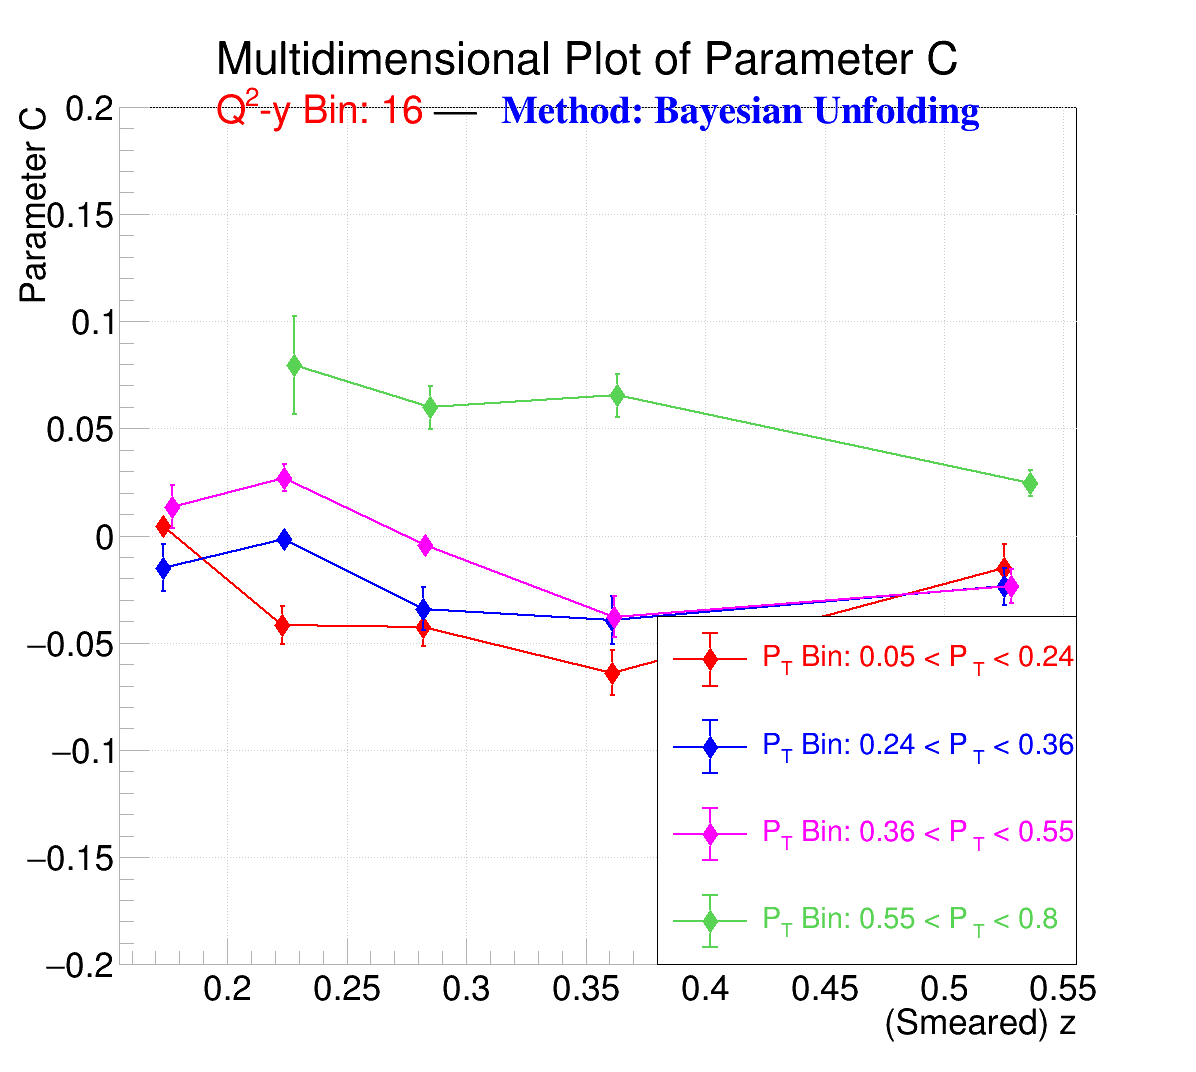 Multidimensional Plot of Parameter C
Q2-y Bin: 16 — Method: Bayesian Unfolding
Parameter C
0.2
0.15
0.1
0.05
0
−0.05
−0.1
−0.15
−0.2
PT Bin: 0.05 < PT < 0.24
PT Bin: 0.24 < PT < 0.36
PT Bin: 0.36 < PT < 0.55
PT Bin: 0.55 < PT < 0.8
0.2 0.25 0.3 0.35 0.4 0.45 0.5 0.55
(Smeared) z